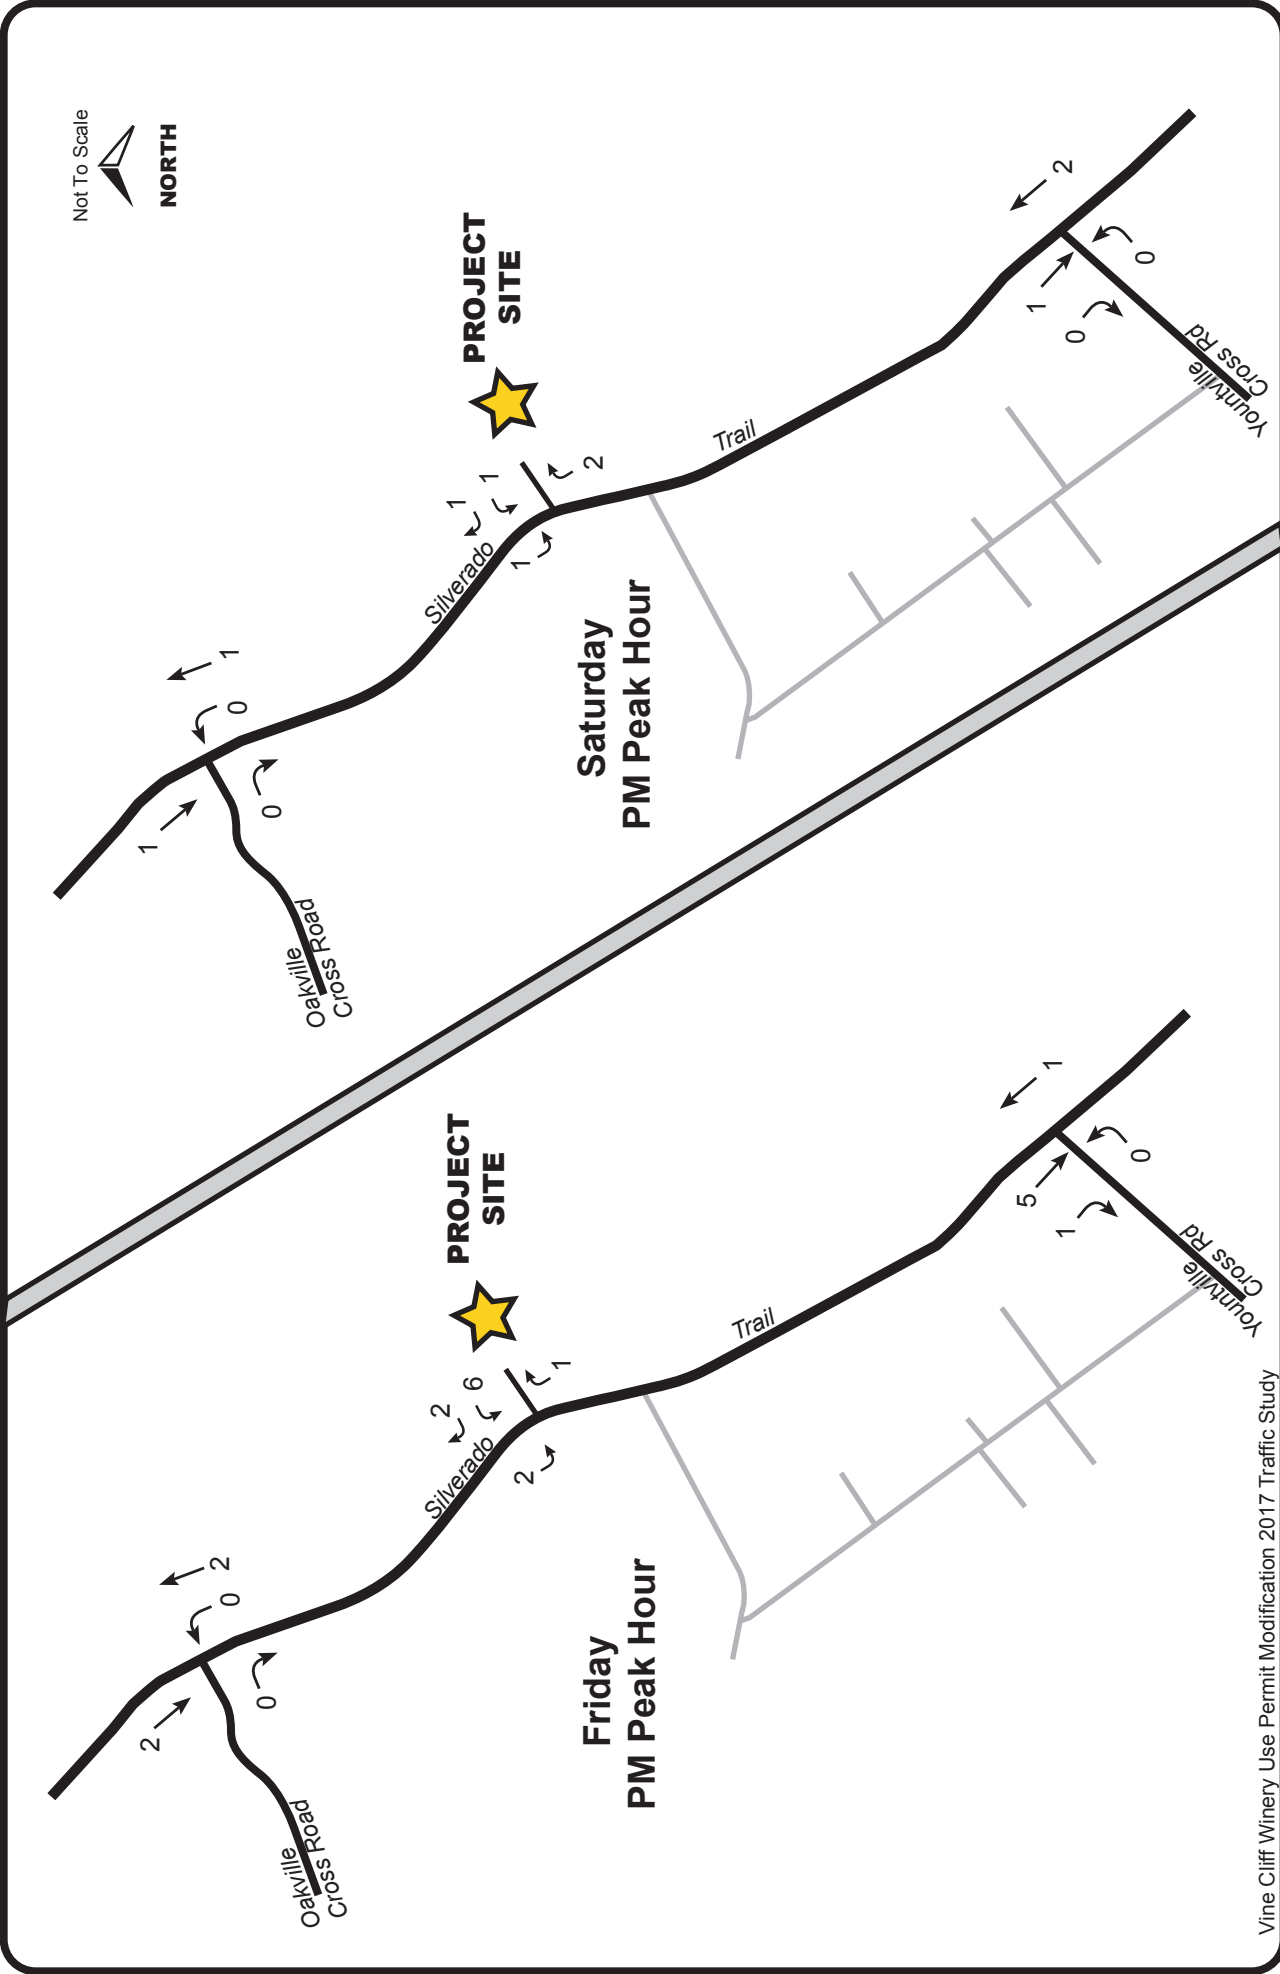 2
2
0
0
Oakville
Cross Road
Silverado
2
6
2
1
PROJECT
SITE
Friday
PM Peak Hour
Trail
5
1
1
0
Yountville
Cross Rd
Not To Scale
NORTH
1
1
0
0
Oakville
Cross Road
Silverado
1
1
1
2
PROJECT
SITE
Saturday
PM Peak Hour
Trail
1
2
0
0
Yountville
Cross Rd
Vine Cliff Winery Use Permit Modification 2017 Traffic Study